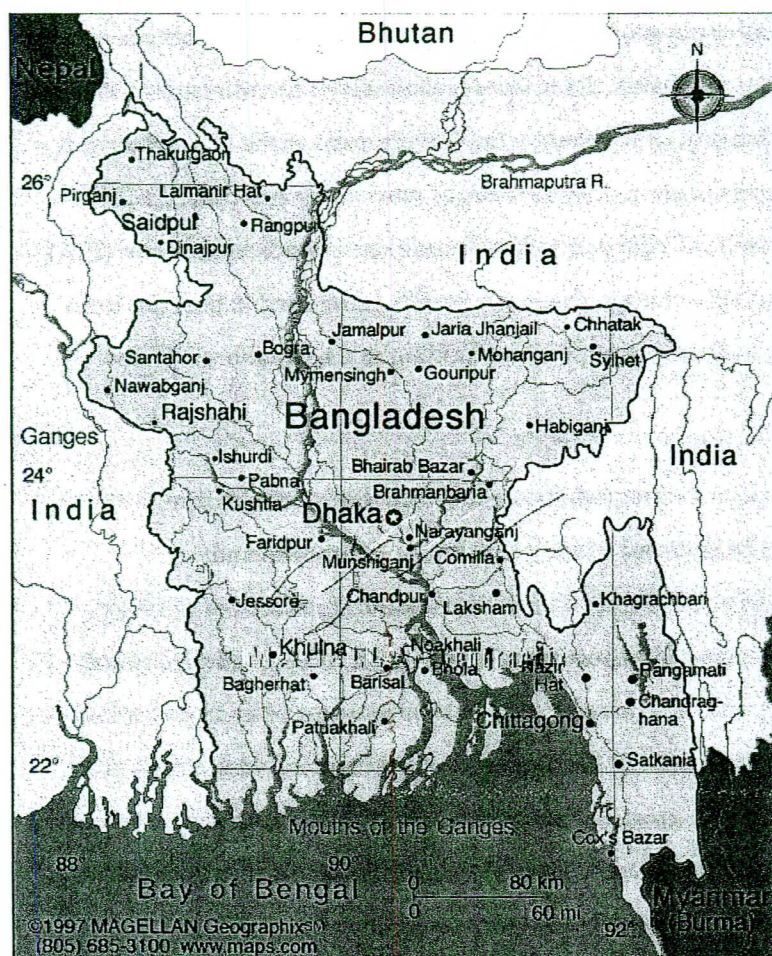 Bhutan
Nepal
N
Thakurgaon
26°
Lalmanir Hat
Brahmaputra R.
Pirganj
Saidpur
Rangpur
Dinajpur
India
Jamalpur
Jaria Jhanjail
Chhatak
Santahor
Bogra
Mohanganj
Sylhet
Mymensingh
Gouripur
Nawabganj
Rajshahi
Bangladesh
Habiganj
Ganges
Ishurdi
24°
Bhairab Bazar
India
Pabna
Brahmanbaria
Kushtia
India
Dhaka
Narayanganj
Faridpur
Munshiganj
Comilla
Jessore
Chandpur
Laksham
Khagrachbari
Khulna
Noakhali
Nazir
Hat
Rangamati
Bagherhat
Barisal
Bhola
Chandrag-
hana
Patuakhali
Chittagong
22°
Satkania
Mouths of the Ganges
Cox's Bazar
88°
90
Bay of Bengal
0 80 km
0 60 mi
92°
Myanmar
(Burma)
©1997 MAGELLAN Geographix℠
(805) 685-3100 www.maps.com